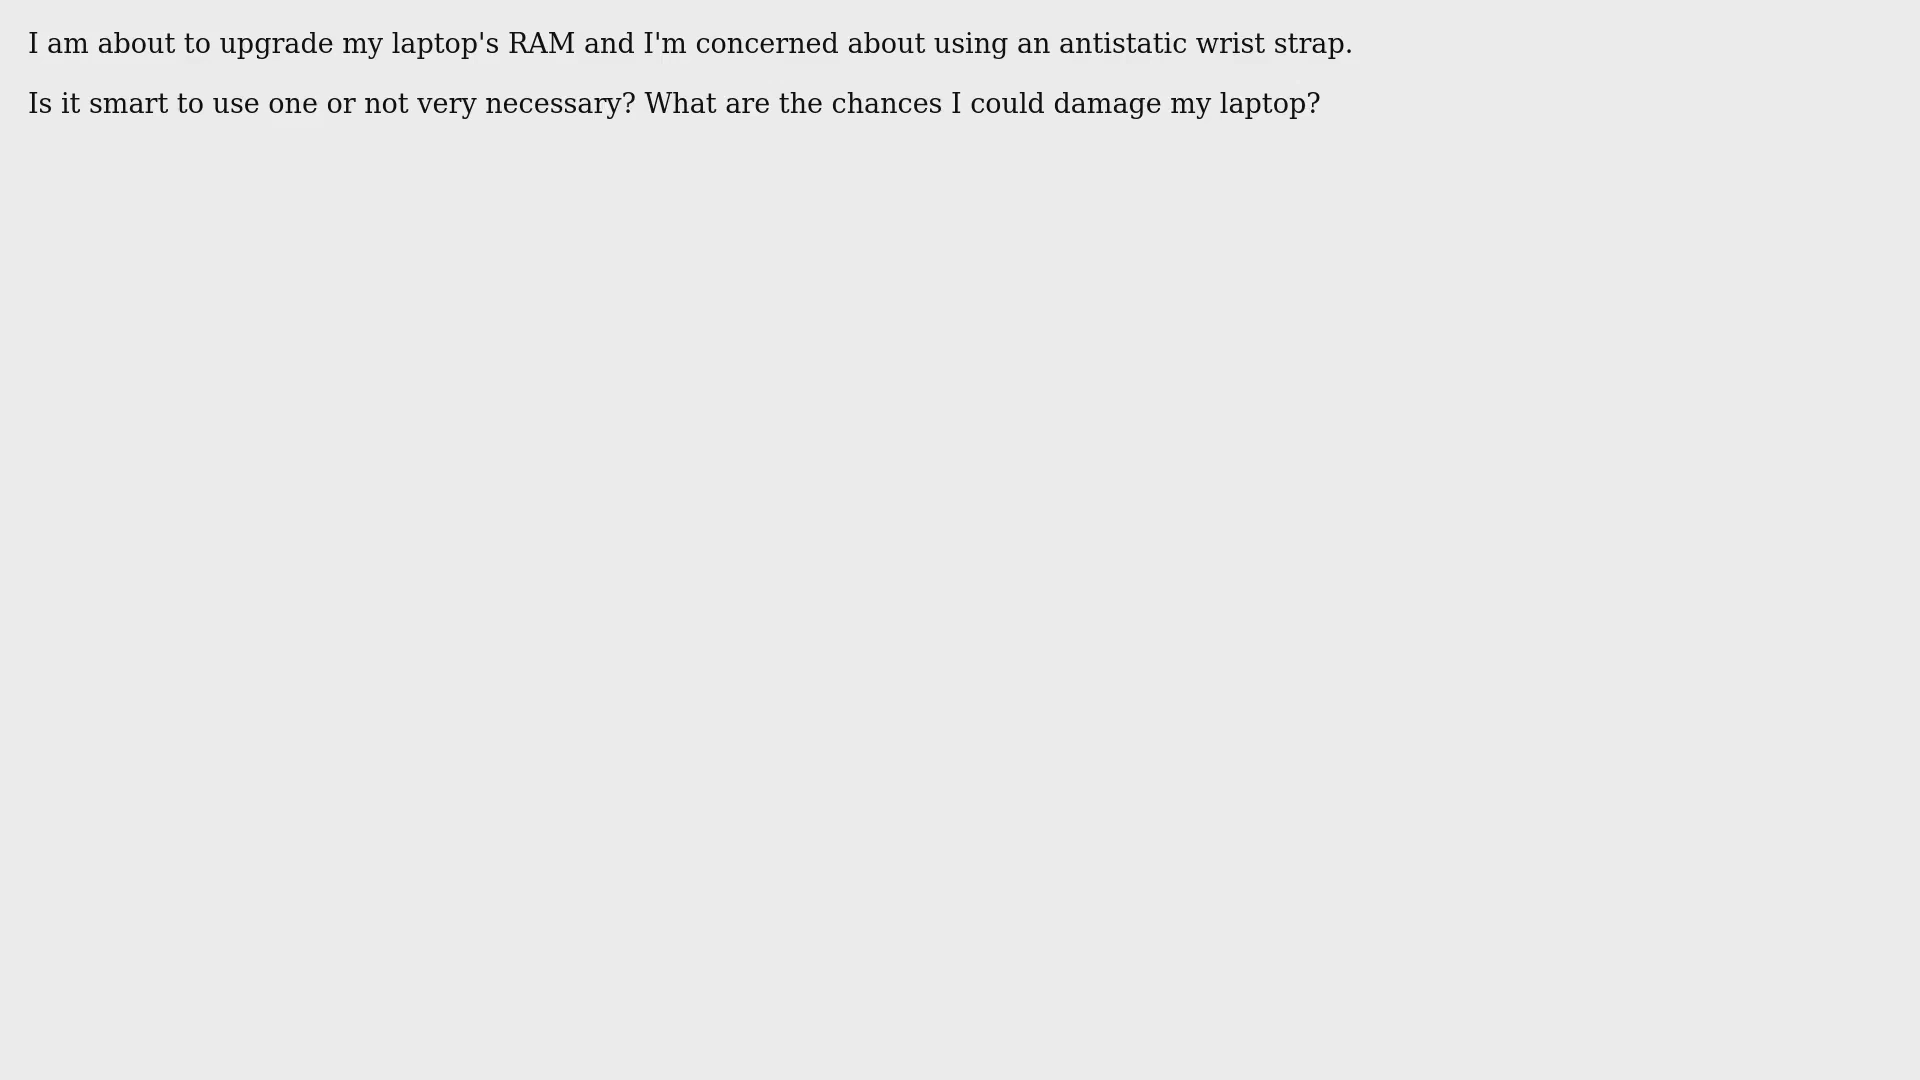 I am about to upgrade my laptop's RAM and I'm concerned about using an antistatic wrist strap.
Is it smart to use one or not very necessary? What are the chances I could damage my laptop?